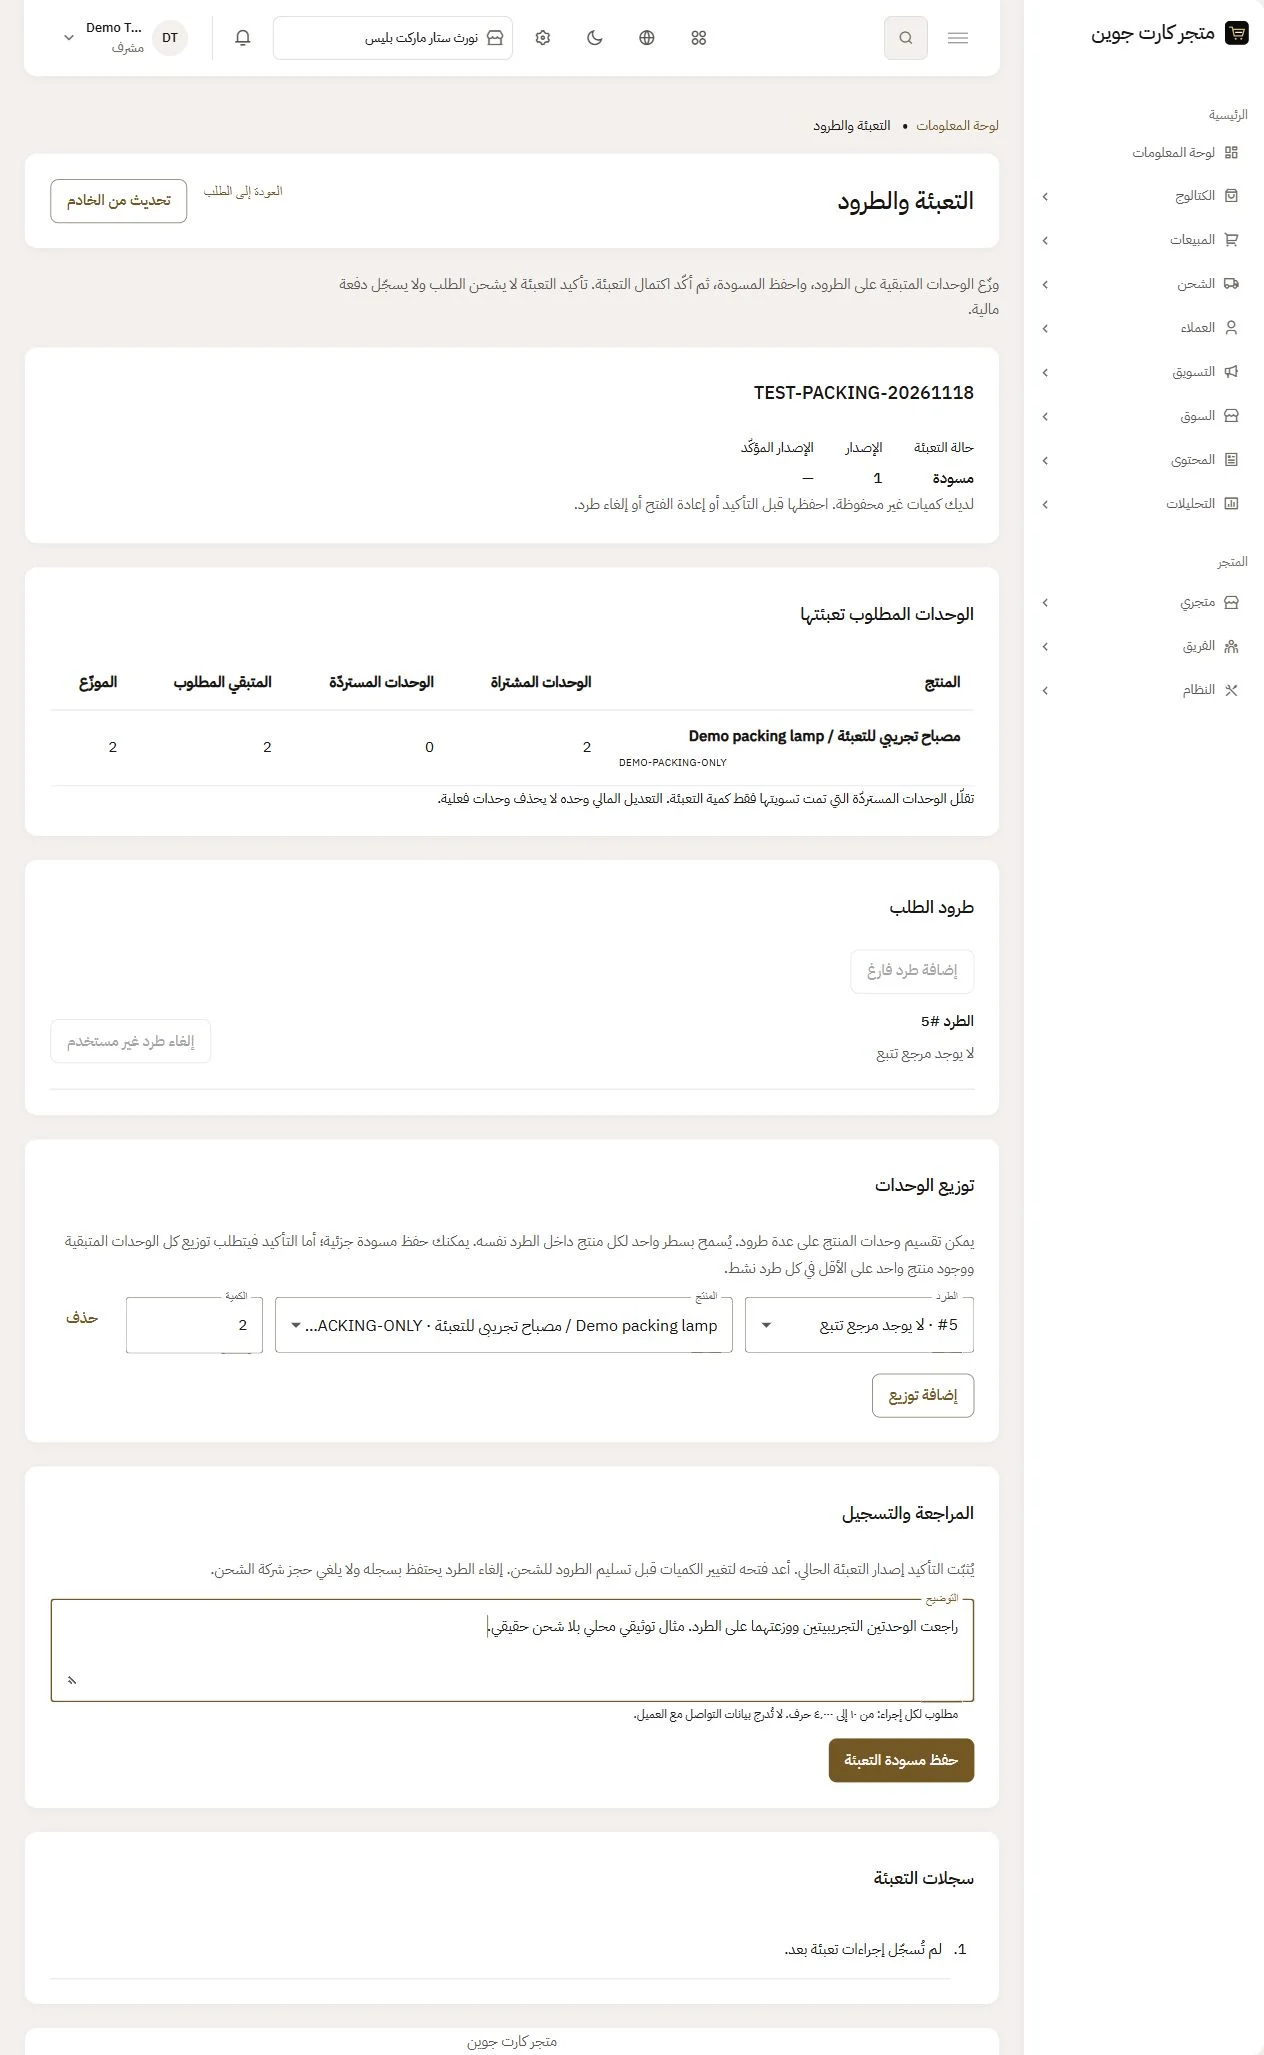 متجر كارت جوين
الرئيسية
لوحة المعلومات
الكتالوج
المبيعات
الشحن
العملاء
التسويق
السوق
المحتوى
التحليلات
المتجر
متجري
الفريق
النظام
نورث ستار ماركت بليس
DT
Demo T...
مشرف
لوحة المعلومات • التعبئة والطرود
التعبئة والطرود
العودة إلى الطلب
تحديث من الخادم
وزّع الوحدات المتبقية على الطرود، واحفظ المسودة، ثم أكّد اكتمال التعبئة. تأكيد التعبئة لا يشحن الطلب ولا يسجّل دفعة
مالية.
TEST-PACKING-20261118
حالة التعبئة الإصدار الإصدار المؤكّد
مسودة 1 —
لديك كميات غير محفوظة. احفظها قبل التأكيد أو إعادة الفتح أو إلغاء طرد.
الوحدات المطلوب تعبئتها
المنتج الوحدات المشتراة الوحدات المستردّة المتبقي المطلوب الموزّع
مصباح تجريبي للتعبئة / Demo packing lamp 2 0 2 2
DEMO-PACKING-ONLY
تقلّل الوحدات المستردّة التي تمت تسويتها فقط كمية التعبئة. التعديل المالي وحده لا يحذف وحدات فعلية.
طرود الطلب
إضافة طرد فارغ
الطرد #5
لا يوجد مرجع تتبع
إلغاء طرد غير مستخدم
توزيع الوحدات
يمكن تقسيم وحدات المنتج على عدة طرود. يُسمح بسطر واحد لكل منتج داخل الطرد نفسه. يمكنك حفظ مسودة جزئية؛ أما التأكيد فيتطلب توزيع كل الوحدات المتبقية
ووجود منتج واحد على الأقل في كل طرد نشط.
الطرد
#5 · لا يوجد مرجع تتبع
المنتج
Demo packing lamp / مصباح تجريبي للتعبئة · ACKING-ONLY...
الكمية
2
حذف
إضافة توزيع
المراجعة والتسجيل
يُثبّت التأكيد إصدار التعبئة الحالي. أعد فتحه لتغيير الكميات قبل تسليم الطرود للشحن. إلغاء الطرد يحتفظ بسجله ولا يلغي حجز شركة الشحن.
التوضيح
راجعت الوحدتين التجريبيتين ووزعتهما على الطرد. مثال توثيقي محلي بلا شحن حقيقي.
مطلوب لكل إجراء: من ١٠ إلى ٤٬٠٠٠ حرف. لا تُدرج بيانات التواصل مع العميل.
حفظ مسودة التعبئة
سجلات التعبئة
1. لم تُسجّل إجراءات تعبئة بعد.
متجر كارت جوين